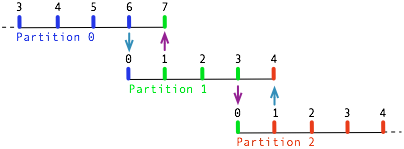 3 4 5 6 7
Partition 0
0 1 2 3 4
Partition 1
0 1 2 3 4
Partition 2